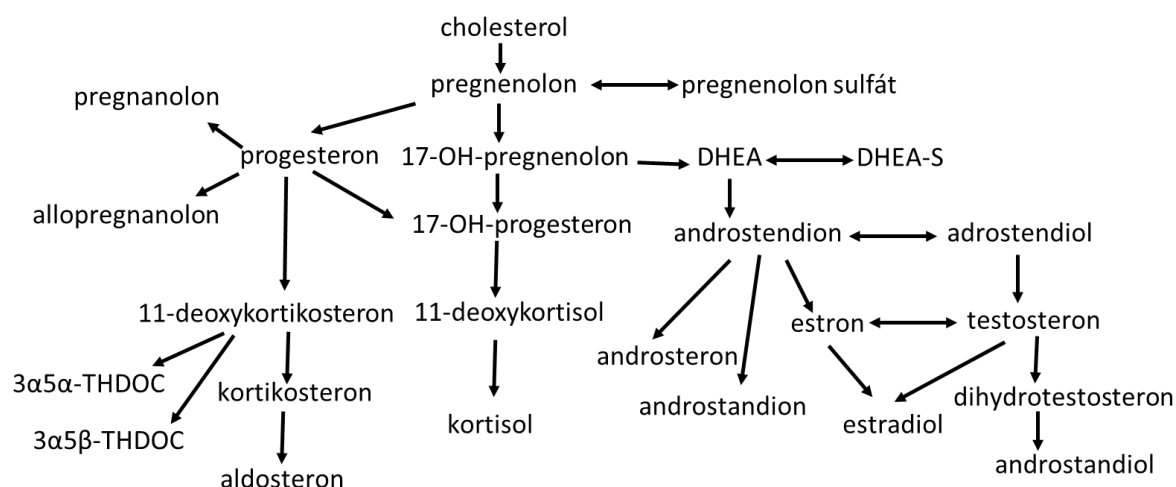 cholesterol
pregnenolon
pregnenolon sulfát
pregnanolon
progesteron
17-OH-pregnenolon
DHEA
DHEA-S
allopregnanolon
17-OH-progesteron
androstendion
adrostendiol
11-deoxykortikosteron
11-deoxykortisol
estron
testosteron
androsteron
3α5α-THDOC
kortikosteron
androstandion
dihydrotestosteron
kortisol
estradiol
3α5β-THDOC
androstandiol
aldosteron